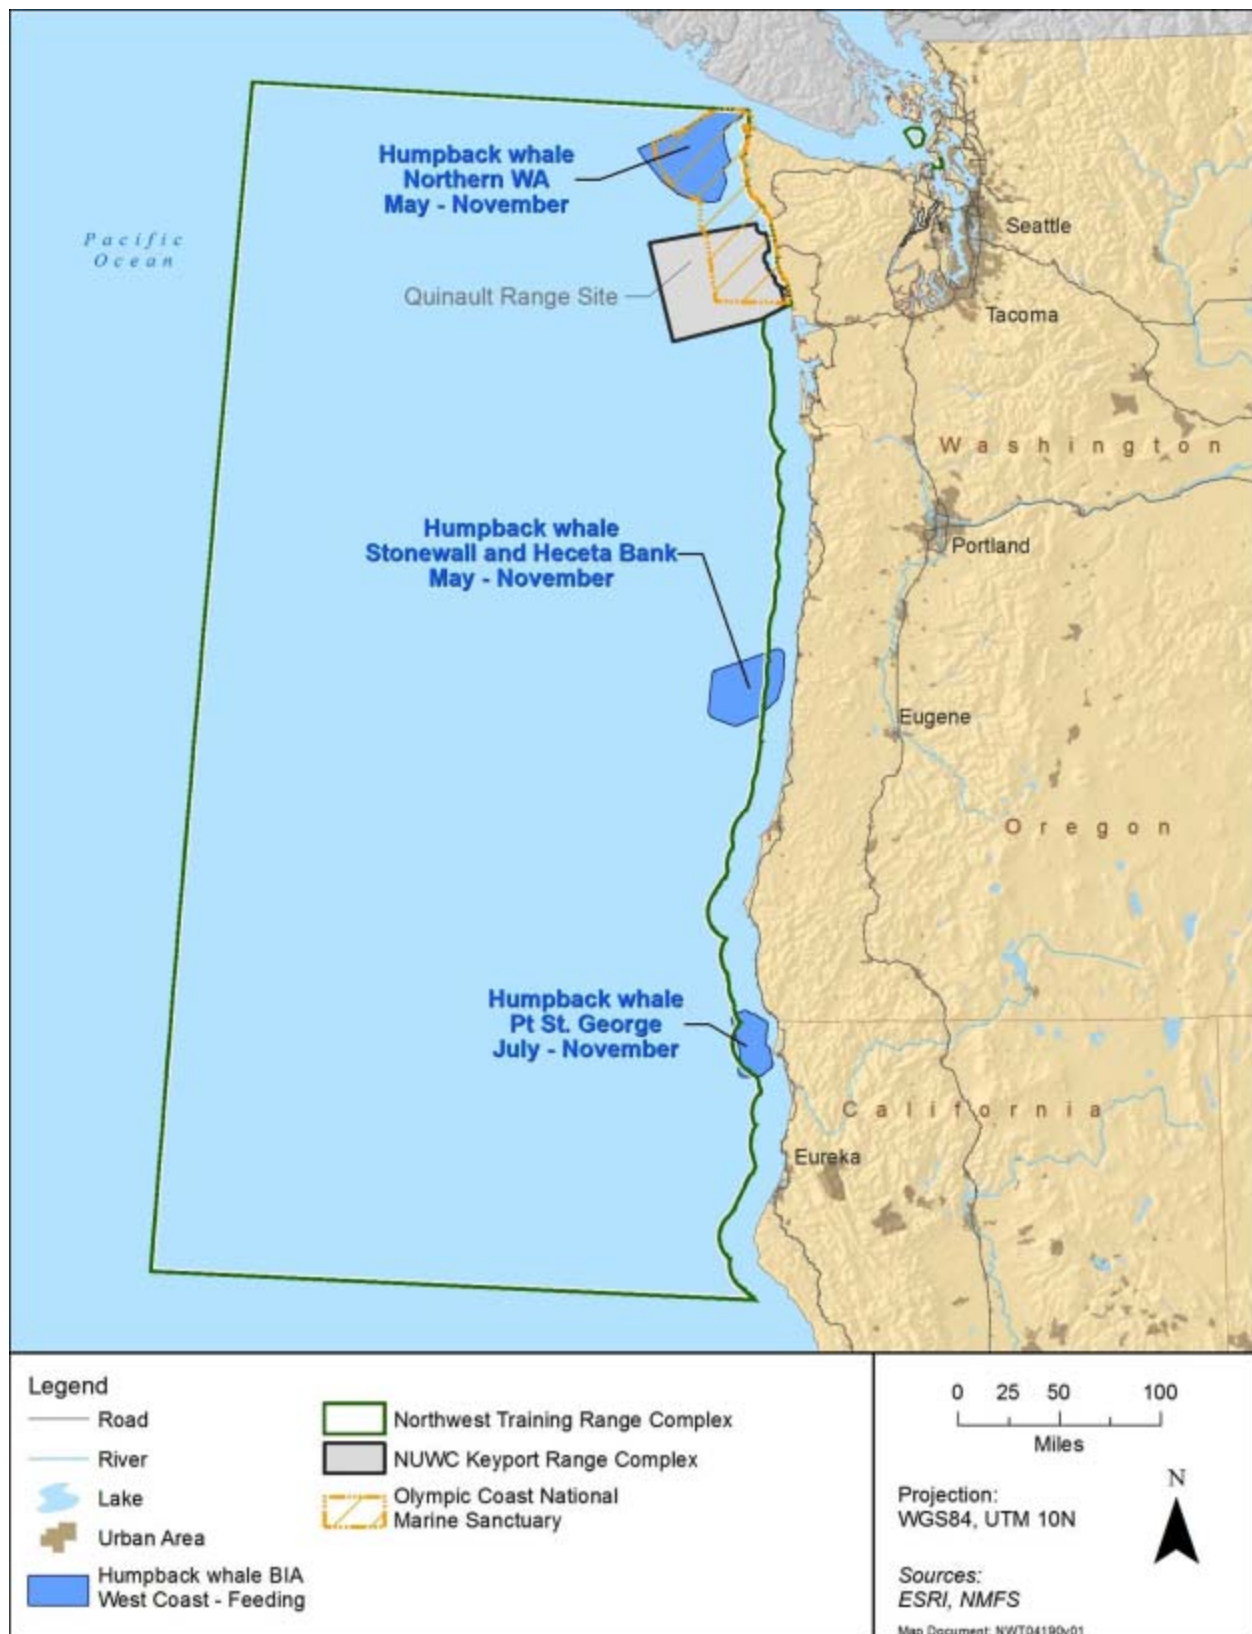 Humpback whale
Northern WA
May - November
Pacific
Ocean
Seattle
Quinault Range Site
Tacoma
Washington
Humpback whale
Stonewall and Heceta Bank
May - November
Portland
Eugene
Oregon
Humpback whale
Pt St. George
July - November
California
Eureka
Legend
Road
River
Lake
Urban Area
Humpback whale BIA
West Coast - Feeding
Northwest Training Range Complex
NUWC Keyport Range Complex
Olympic Coast National
Marine Sanctuary
0 25 50 100
Miles
N
Projection:
WGS84, UTM 10N
Sources:
ESRI, NMFS
Map Document: NWT04190v01